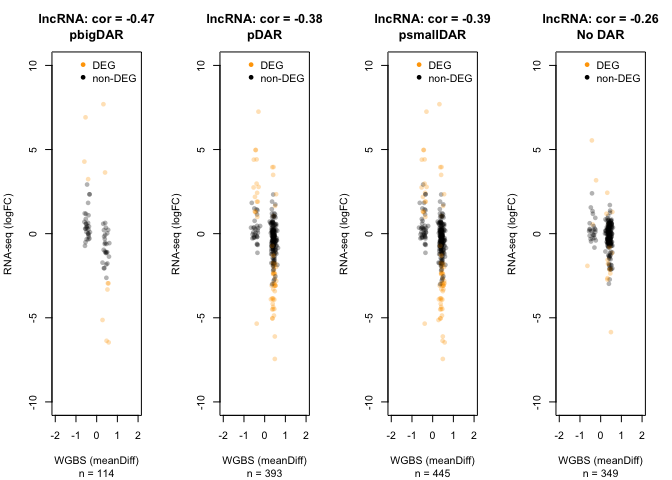 lncRNA: cor = -0.47
pbigDAR
DEG
non-DEG
10
5
0
-5
-10
RNA-seq (logFC)
-2 -1 0 1 2
WGBS (meanDiff)
n = 114
lncRNA: cor = -0.38
pDAR
DEG
non-DEG
10
5
0
-5
-10
RNA-seq (logFC)
-2 -1 0 1 2
WGBS (meanDiff)
n = 393
lncRNA: cor = -0.39
psmallDAR
DEG
non-DEG
10
5
0
-5
-10
RNA-seq (logFC)
-2 -1 0 1 2
WGBS (meanDiff)
n = 445
lncRNA: cor = -0.26
No DAR
DEG
non-DEG
10
5
0
-5
-10
RNA-seq (logFC)
-2 -1 0 1 2
WGBS (meanDiff)
n = 349